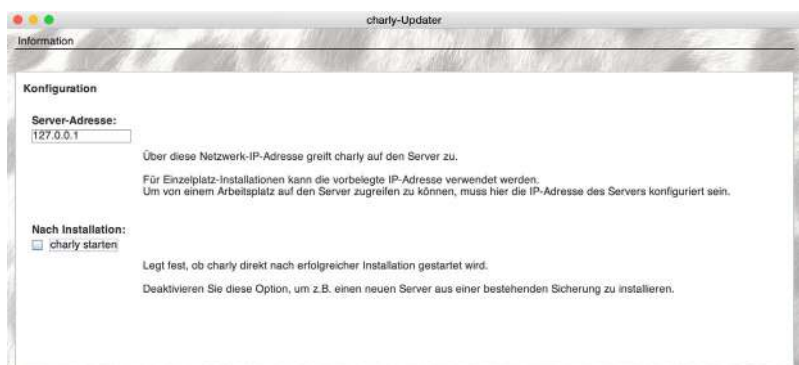 charly-Updater
Information
Konfiguration
Server-Adresse:
127.0.0.1
Über diese Netzwerk-IP-Adresse greift charly auf den Server zu.
Für Einzelplatz-Installationen kann die vorbelegte IP-Adresse verwendet werden.
Um von einem Arbeitsplatz auf den Server zugreifen zu können, muss hier die IP-Adresse des Servers konfiguriert sein.
Nach Installation:
charly starten
Legt fest, ob charly direkt nach erfolgreicher Installation gestartet wird.
Deaktivieren Sie diese Option, um z.B. einen neuen Server aus einer bestehenden Sicherung zu installieren.